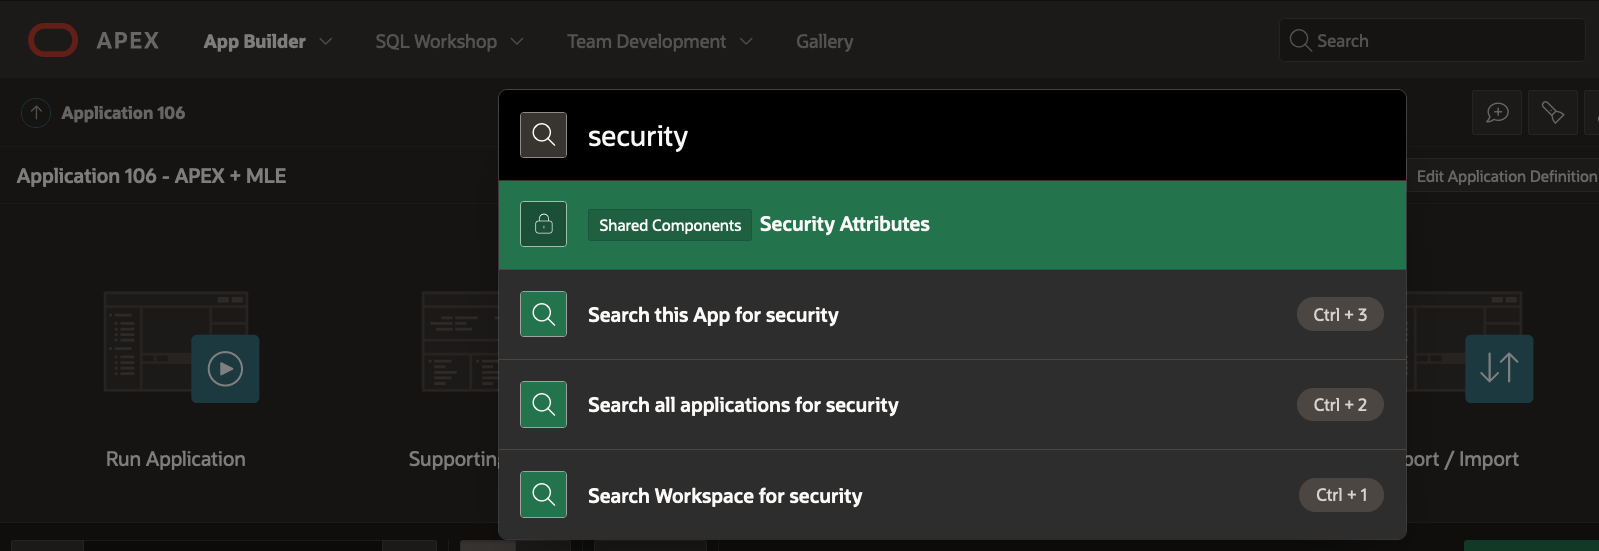 APEX App Builder SQL Workshop Team Development Gallery Search
Application 106
security
Application 106 - APEX + MLE
Edit Application Definition
Shared Components Security Attributes
Search this App for security Ctrl + 3
Search all applications for security Ctrl + 2
Run Application
Supporting
port / Import
Search Workspace for security Ctrl + 1